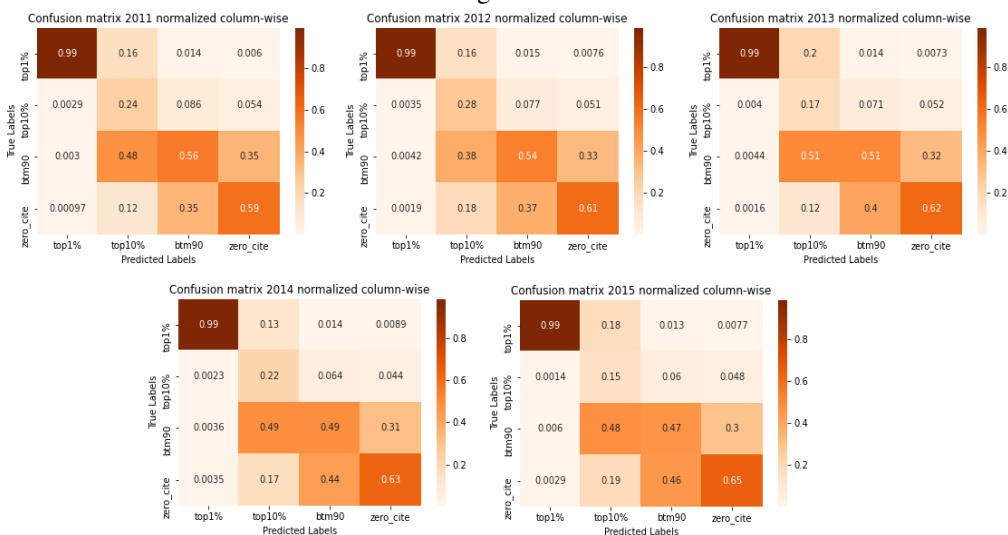 Confusion matrix 2011 normalized column-wise
True Labels
top1% 0.99 0.16 0.014 0.006
top10% 0.0029 0.24 0.086 0.054
btm90 0.003 0.48 0.56 0.35
zero_cite 0.00097 0.12 0.35 0.59
top1% top10% btm90 zero_cite
Predicted Labels
0.8
0.6
0.4
0.2
Confusion matrix 2012 normalized column-wise
True Labels
top1% 0.99 0.16 0.015 0.0076
top10% 0.0035 0.28 0.077 0.051
btm90 0.0042 0.38 0.54 0.33
zero_cite 0.0019 0.18 0.37 0.61
top1% top10% btm90 zero_cite
Predicted Labels
0.8
0.6
0.4
0.2
Confusion matrix 2013 normalized column-wise
True Labels
top1% 0.99 0.2 0.014 0.0073
top10% 0.004 0.17 0.071 0.052
btm90 0.0044 0.51 0.51 0.32
zero_cite 0.0016 0.12 0.4 0.62
top1% top10% btm90 zero_cite
Predicted Labels
0.8
0.6
0.4
0.2
Confusion matrix 2014 normalized column-wise
True Labels
top1% 0.99 0.13 0.014 0.0089
top10% 0.0023 0.22 0.064 0.044
btm90 0.0036 0.49 0.49 0.31
zero_cite 0.0035 0.17 0.44 0.63
top1% top10% btm90 zero_cite
Predicted Labels
0.8
0.6
0.4
0.2
Confusion matrix 2015 normalized column-wise
True Labels
top1% 0.99 0.18 0.013 0.0077
top10% 0.0014 0.15 0.06 0.048
btm90 0.006 0.48 0.47 0.3
zero_cite 0.0029 0.19 0.46 0.65
top1% top10% btm90 zero_cite
Predicted Labels
0.8
0.6
0.4
0.2